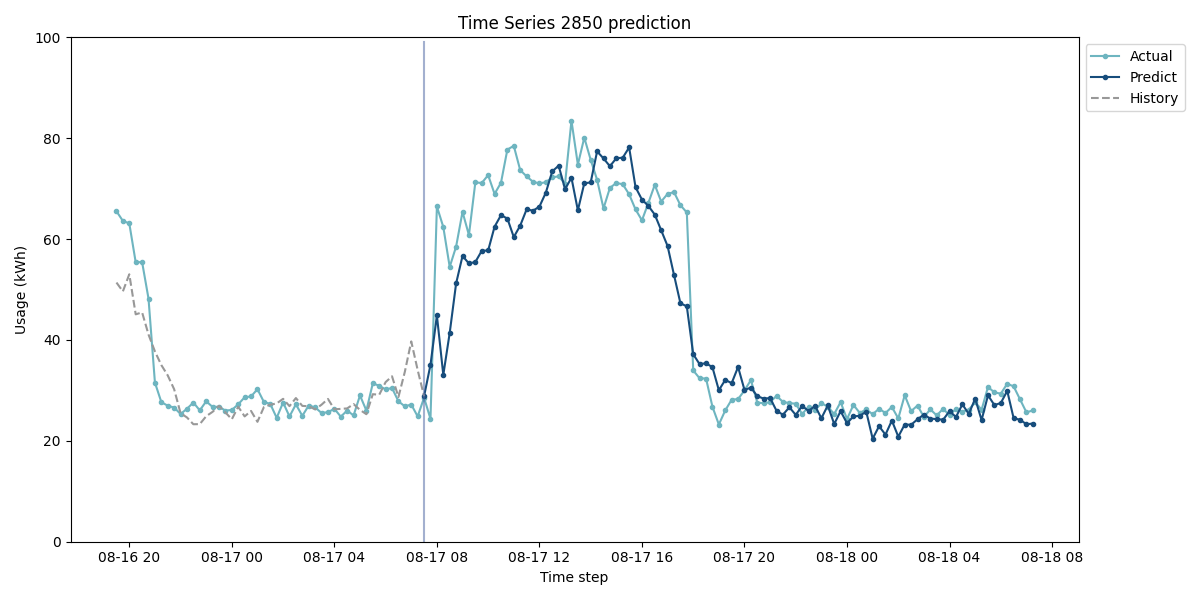 Time Series 2850 prediction
100
80
60
40
20
0
Usage (kWh)
08-16 20
08-17 00
08-17 04
08-17 08
08-17 12
08-17 16
08-17 20
08-18 00
08-18 04
08-18 08
Time step
Actual
Predict
History